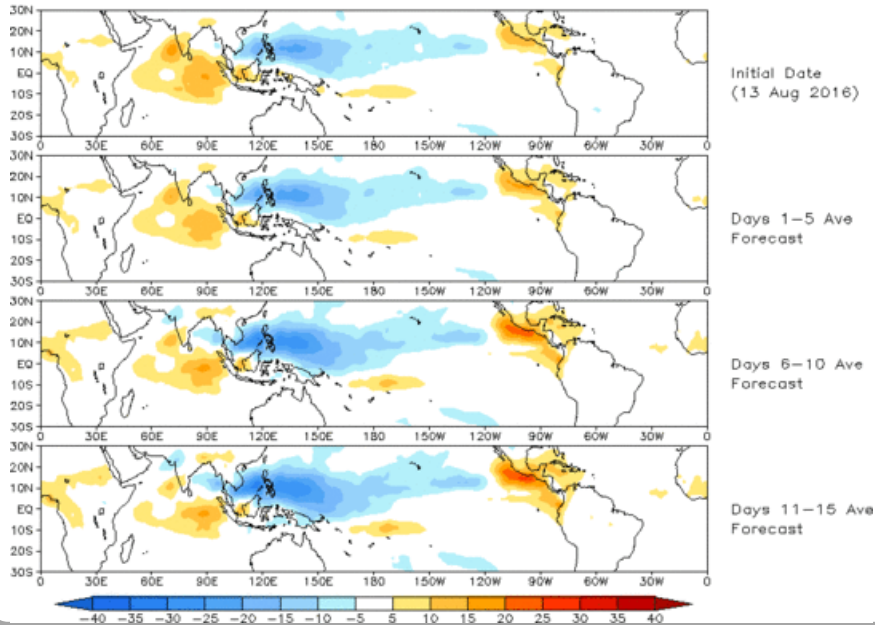 30N
20N
10N
EQ
10S
20S
30S
0 30E 60E 90E 120E 150E 180 150W 120W 90W 60W 30W 0
Initial Date
(13 Aug 2016)
30N
20N
10N
EQ
10S
20S
30S
0 30E 60E 90E 120E 150E 180 150W 120W 90W 60W 30W 0
Days 1-5 Ave
Forecast
30N
20N
10N
EQ
10S
20S
30S
0 30E 60E 90E 120E 150E 180 150W 120W 90W 60W 30W 0
Days 6-10 Ave
Forecast
30N
20N
10N
EQ
10S
20S
30S
0 30E 60E 90E 120E 150E 180 150W 120W 90W 60W 30W 0
Days 11-15 Ave
Forecast
-40 -35 -30 -25 -20 -15 -10 -5 5 10 15 20 25 30 35 40